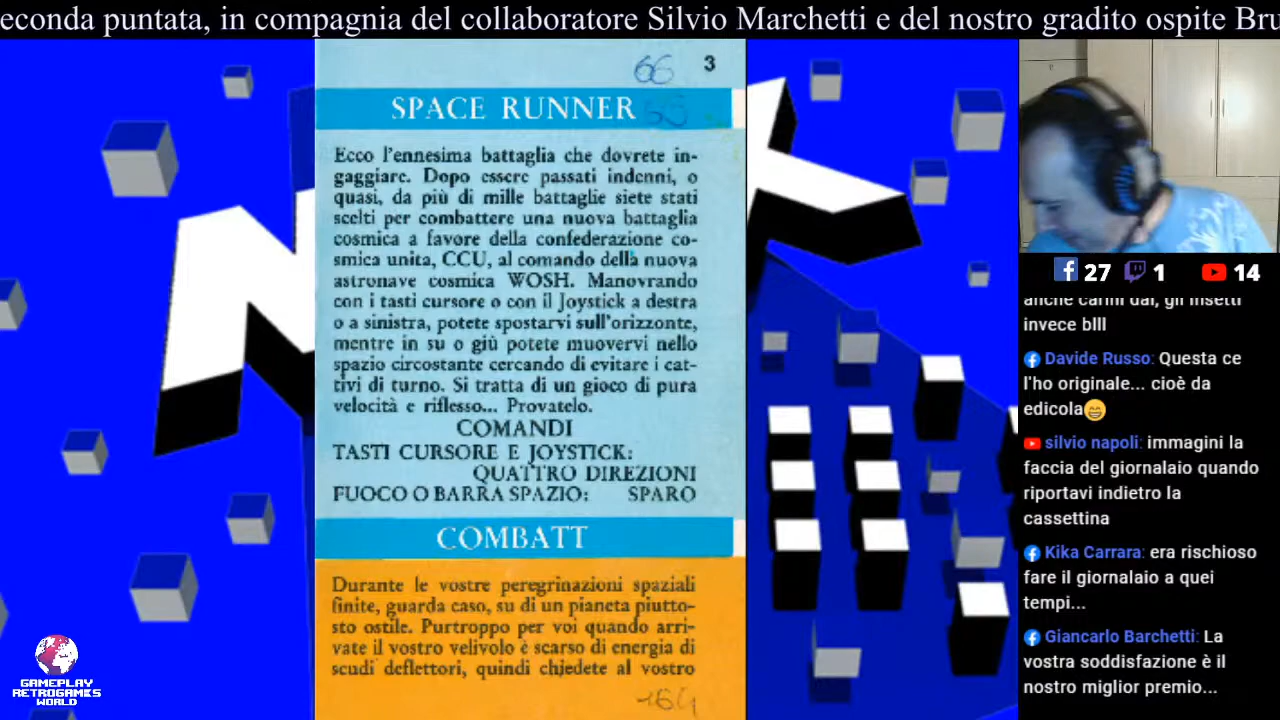 econda puntata, in compagnia del collaboratore Silvio Marchetti e del nostro gradito ospite Bru
66
3
SPACE RUNNER
55
Ecco l'ennesima battaglia che dovrete in-
gaggiare. Dopo essere passati indenni, o
quasi, da più di mille battaglie siete stati
scelti per combattere una nuova battaglia
cosmica a favore della confederazione co-
smica unita, CCU, al comando della nuova
astronave cosmica WOSH. Manovrando
con i tasti cursore o con il Joystick a destra
o a sinistra, potete spostarvi sull'orizzonte,
mentre in su o giù potete muovervi nello
spazio circostante cercando di evitare i cat-
tivi di turno. Si tratta di un gioco di pura
velocità e riflesso... Provatelo.
COMANDI
TASTI CURSORE E JOYSTICK:
QUATTRO DIREZIONI
FUOCO O BARRA SPAZIO: SPARO
COMBATT
Durante le vostre peregrinazioni spaziali
finite, guarda caso, su di un pianeta piutto-
sto ostile. Purtroppo per voi quando arri-
vate il vostro velivolo è scarso di energia di
scudi deflettori, quindi chiedete al vostro
164
GAMEPLAY
RETROGAMES
WORLD
27 1 14
anche carini dai, gli insetti
invece blll
Davide Russo: Questa ce
l'ho originale... cioè da
edicola😁
silvio napoli: immagini la
faccia del giornalaio quando
riportavi indietro la
cassettina
Kika Carrara: era rischioso
fare il giornalaio a quei
tempi...
Giancarlo Barchetti: La
vostra soddisfazione è il
nostro miglior premio...